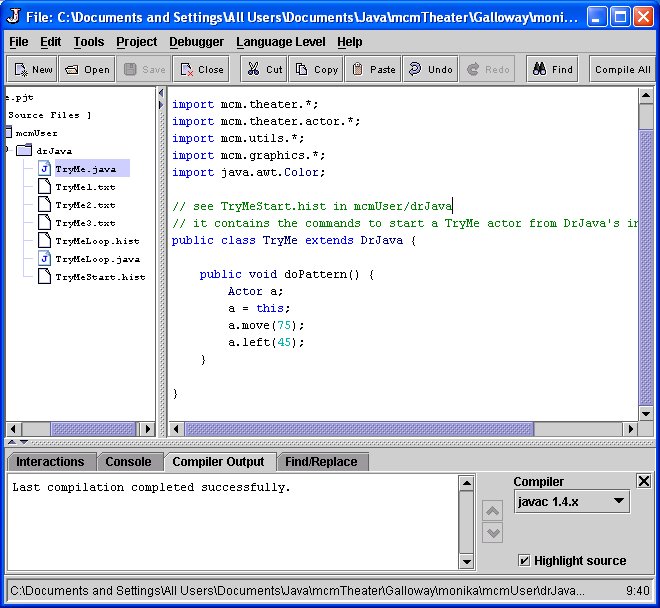 File: C:\Documents and Settings\All Users\Documents\Java\mcmTheater\Galloway\moni...
File Edit Tools Project Debugger Language Level Help
New Open Save Close Cut Copy Paste Undo Redo Find Compile All
e.pjt
Source Files ]
mcmUser
drJava
TryMe.java
TryMe1.txt
TryMe2.txt
TryMe3.txt
TryMeLoop.hist
TryMeLoop.java
TryMeStart.hist
import mcm.theater.*;
import mcm.theater.actor.*;
import mcm.utils.*;
import mcm.graphics.*;
import java.awt.Color;
// see TryMeStart.hist in mcmUser/drJava
// it contains the commands to start a TryMe actor from DrJava's in
public class TryMe extends DrJava {
public void doPattern() {
Actor a;
a = this;
a.move(75);
a.left(45);
}
}
Interactions Console Compiler Output Find/Replace
Last compilation completed successfully.
Compiler
javac 1.4.x
Highlight source
C:\Documents and Settings\All Users\Documents\Java\mcmTheater\Galloway\monika\mcmUser\drJava... 9:40